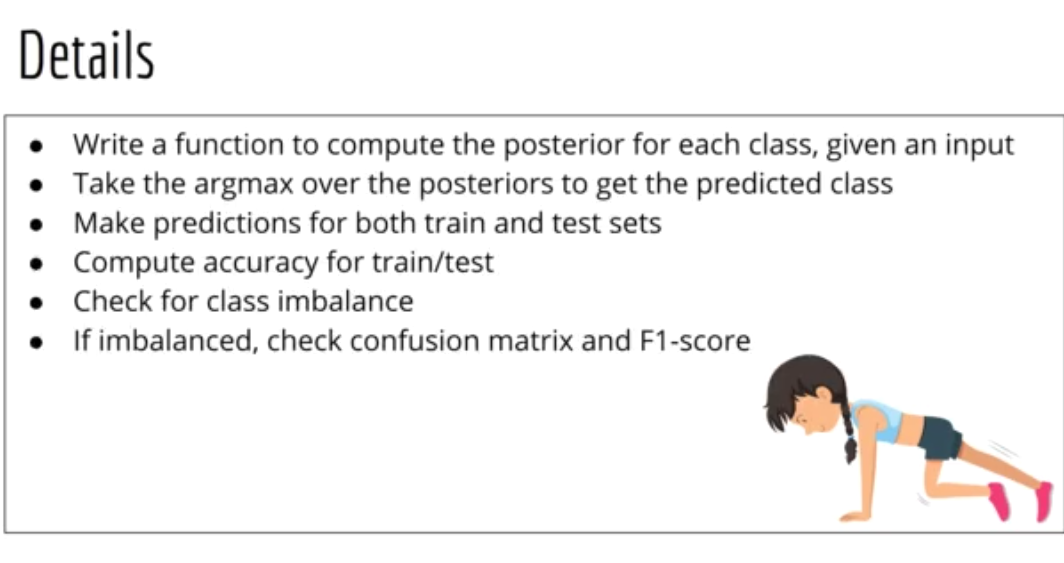 Details
● Write a function to compute the posterior for each class, given an input
● Take the argmax over the posteriors to get the predicted class
● Make predictions for both train and test sets
● Compute accuracy for train/test
● Check for class imbalance
● If imbalanced, check confusion matrix and F1-score